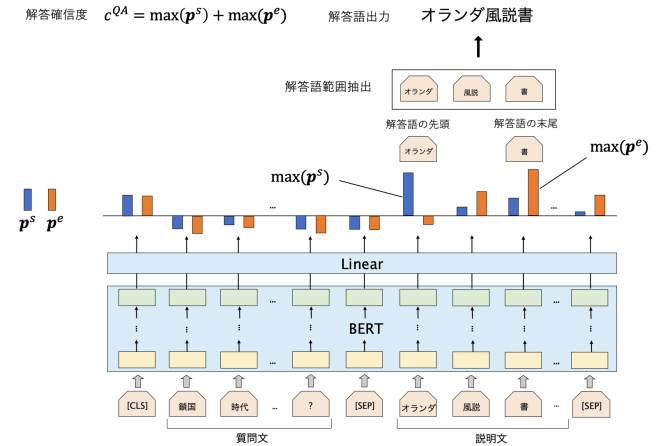 解答確信度 c^QA = max(p^s) + max(p^e) 解答語出力 オランダ風説書
解答語範囲抽出
オランダ 風説 書
解答語の先頭 解答語の末尾
オランダ 書
max(p^s) max(p^e)
p^s p^e
... ...
Linear
... ...
BERT
⋮ ⋮ ⋮ ⋮ ⋮ ⋮ ⋮ ⋮ ⋮
... ...
[CLS] 鎖国 時代 ... ? [SEP] オランダ 風説 書 ... [SEP]
質問文 説明文